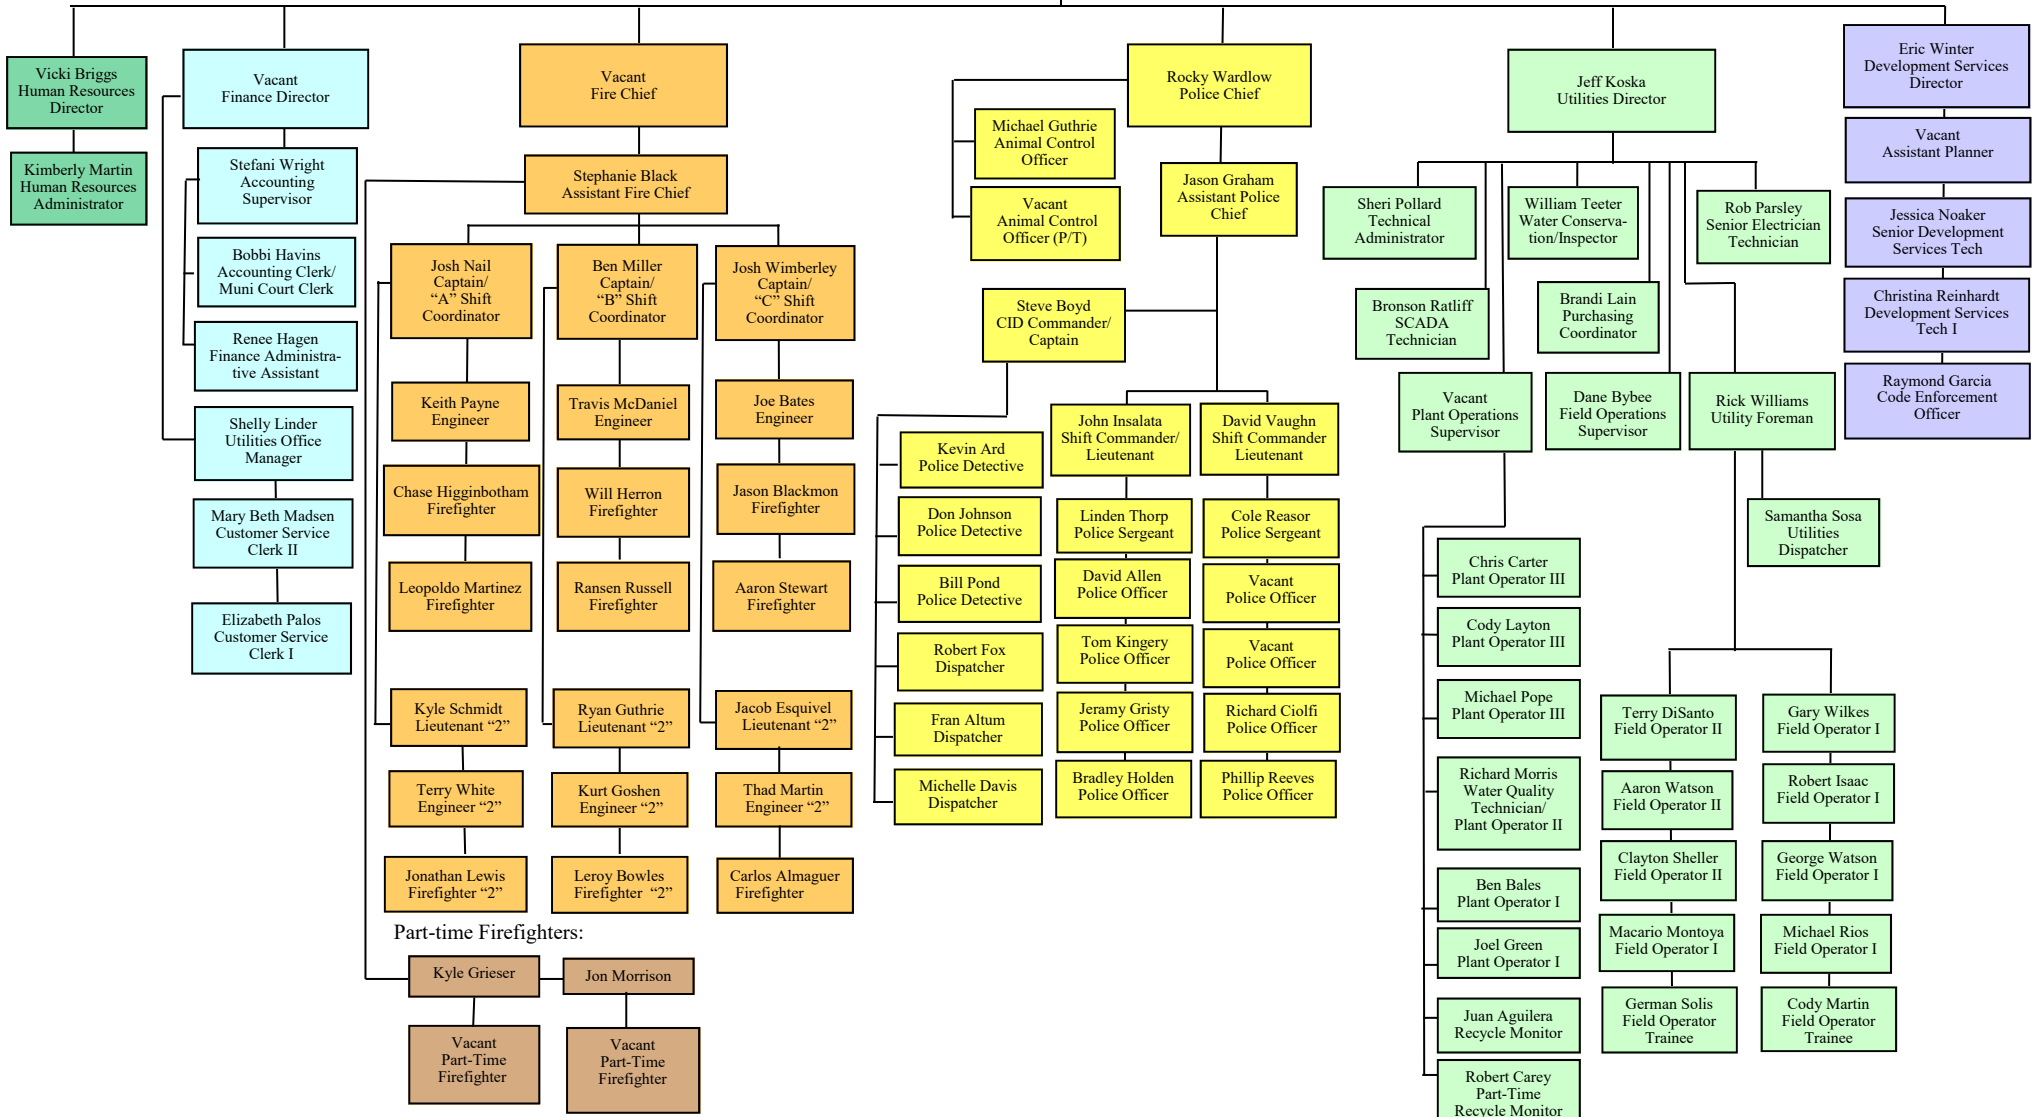 Vicki Briggs
Human Resources
Director
Kimberly Martin
Human Resources
Administrator
Vacant
Finance Director
Stefani Wright
Accounting
Supervisor
Bobbi Havins
Accounting Clerk/
Muni Court Clerk
Renee Hagen
Finance Administra-
tive Assistant
Shelly Linder
Utilities Office
Manager
Mary Beth Madsen
Customer Service
Clerk II
Elizabeth Palos
Customer Service
Clerk I
Vacant
Fire Chief
Stephanie Black
Assistant Fire Chief
Josh Nail
Captain/
“A” Shift
Coordinator
Keith Payne
Engineer
Chase Higginbotham
Firefighter
Leopoldo Martinez
Firefighter
Kyle Schmidt
Lieutenant “2”
Terry White
Engineer “2”
Jonathan Lewis
Firefighter “2”
Ben Miller
Captain/
“B” Shift
Coordinator
Travis McDaniel
Engineer
Will Herron
Firefighter
Ransen Russell
Firefighter
Ryan Guthrie
Lieutenant “2”
Kurt Goshen
Engineer “2”
Leroy Bowles
Firefighter “2”
Josh Wimberley
Captain/
“C” Shift
Coordinator
Joe Bates
Engineer
Jason Blackmon
Firefighter
Aaron Stewart
Firefighter
Jacob Esquivel
Lieutenant “2”
Thad Martin
Engineer “2”
Carlos Almaguer
Firefighter
Part-time Firefighters:
Kyle Grieser
Jon Morrison
Vacant
Part-Time
Firefighter
Vacant
Part-Time
Firefighter
Rocky Wardlow
Police Chief
Michael Guthrie
Animal Control
Officer
Vacant
Animal Control
Officer (P/T)
Jason Graham
Assistant Police
Chief
Steve Boyd
CID Commander/
Captain
Kevin Ard
Police Detective
Don Johnson
Police Detective
Bill Pond
Police Detective
Robert Fox
Dispatcher
Fran Altum
Dispatcher
Michelle Davis
Dispatcher
John Insalata
Shift Commander/
Lieutenant
Linden Thorp
Police Sergeant
David Allen
Police Officer
Tom Kingery
Police Officer
Jeramy Gristy
Police Officer
Bradley Holden
Police Officer
David Vaughn
Shift Commander
Lieutenant
Cole Reasor
Police Sergeant
Vacant
Police Officer
Vacant
Police Officer
Richard Ciolfi
Police Officer
Phillip Reeves
Police Officer
Jeff Koska
Utilities Director
Sheri Pollard
Technical
Administrator
William Teeter
Water Conserva-
tion/Inspector
Rob Parsley
Senior Electrician
Technician
Bronson Ratliff
SCADA
Technician
Brandi Lain
Purchasing
Coordinator
Vacant
Plant Operations
Supervisor
Dane Bybee
Field Operations
Supervisor
Rick Williams
Utility Foreman
Samantha Sosa
Utilities
Dispatcher
Chris Carter
Plant Operator III
Cody Layton
Plant Operator III
Michael Pope
Plant Operator III
Richard Morris
Water Quality
Technician/
Plant Operator II
Ben Bales
Plant Operator I
Joel Green
Plant Operator I
Juan Aguilera
Recycle Monitor
Robert Carey
Part-Time
Recycle Monitor
Terry DiSanto
Field Operator II
Aaron Watson
Field Operator II
Clayton Sheller
Field Operator II
Macario Montoya
Field Operator I
German Solis
Field Operator
Trainee
Gary Wilkes
Field Operator I
Robert Isaac
Field Operator I
George Watson
Field Operator I
Michael Rios
Field Operator I
Cody Martin
Field Operator
Trainee
Eric Winter
Development Services
Director
Vacant
Assistant Planner
Jessica Noaker
Senior Development
Services Tech
Christina Reinhardt
Development Services
Tech I
Raymond Garcia
Code Enforcement
Officer